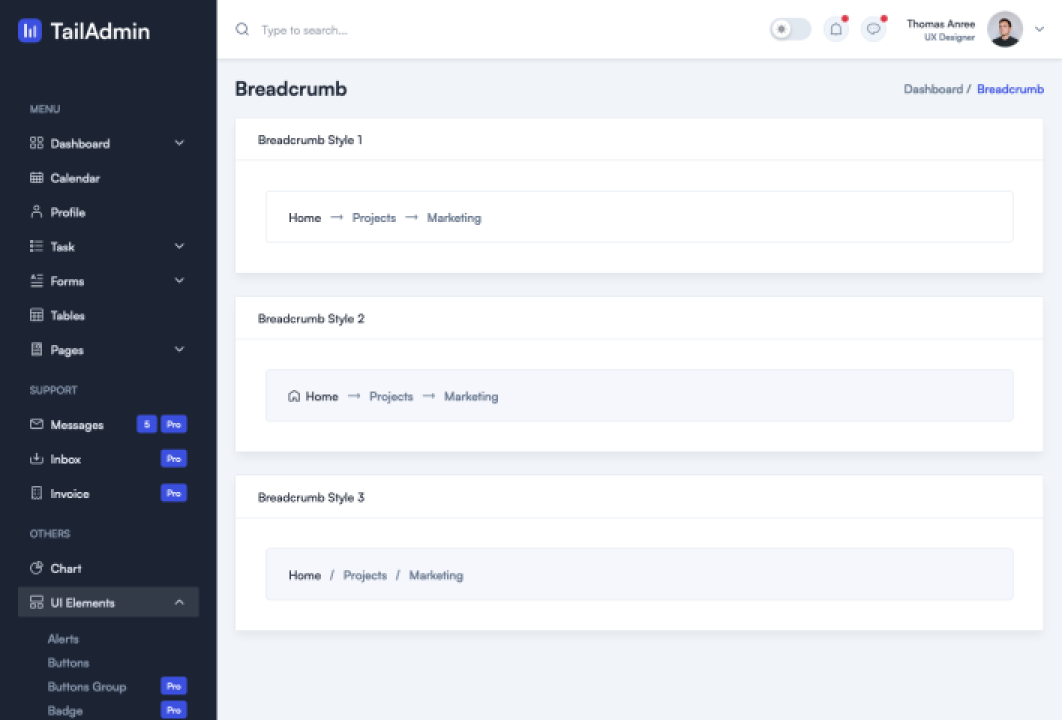 TailAdmin
MENU
Dashboard
Calendar
Profile
Task
Forms
Tables
Pages
SUPPORT
Messages 5 Pro
Inbox Pro
Invoice Pro
OTHERS
Chart
UI Elements
Alerts
Buttons
Buttons Group Pro
Badge Pro
Type to search...
Thomas Anree
UX Designer
Breadcrumb
Dashboard / Breadcrumb
Breadcrumb Style 1
Home → Projects → Marketing
Breadcrumb Style 2
Home → Projects → Marketing
Breadcrumb Style 3
Home / Projects / Marketing